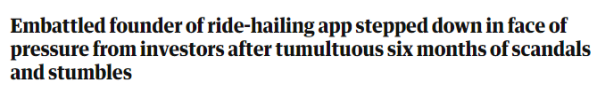 Embattled founder of ride-hailing app stepped down in face of
pressure from investors after tumultuous six months of scandals
and stumbles